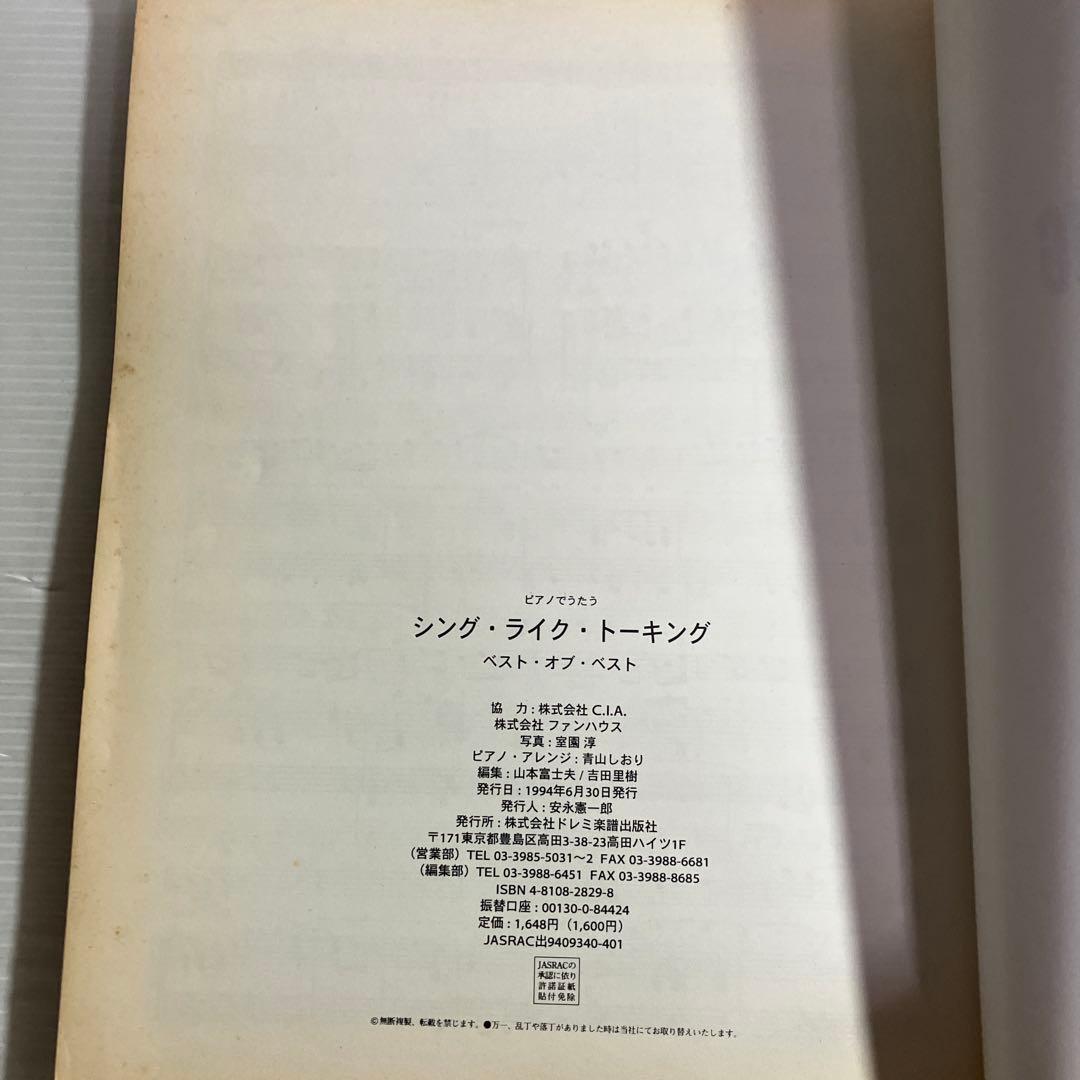 ピアノでうたう
シング・ライク・トーキング
ベスト・オブ・ベスト
協　力 : 株式会社 C.I.A.
株式会社 ファンハウス
写真 : 室園 淳
ピアノ・アレンジ : 青山しおり
編集 : 山本富士夫 / 吉田里樹
発行日 : 1994年6月30日発行
発行人 : 安永憲一郎
発行所 : 株式会社ドレミ楽譜出版社
〒171東京都豊島区高田3-38-23高田ハイツ1F
（営業部）TEL 03-3985-5031〜2 FAX 03-3988-6681
（編集部）TEL 03-3988-6451 FAX 03-3988-8685
ISBN 4-8108-2829-8
振替口座 : 00130-0-84424
定価 : 1,648円（1,600円）
JASRAC出9409340-401
JASRACの
承認に依り
許諾証紙
貼付免除
©無断複製、転載を禁じます。●万一、乱丁や落丁がありました時は当社にてお取り替えいたします。